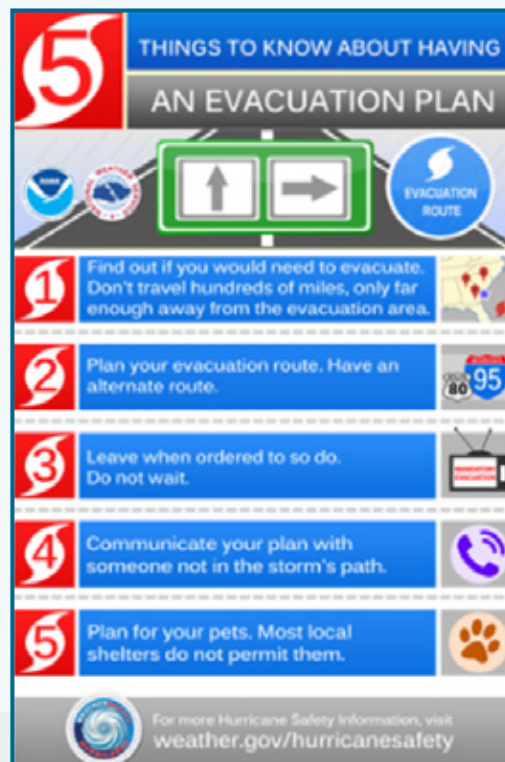 5
THINGS TO KNOW ABOUT HAVING
AN EVACUATION PLAN
EVACUATION
ROUTE
1
Find out if you would need to evacuate.
Don't travel hundreds of miles, only far
enough away from the evacuation area.
2
Plan your evacuation route. Have an
alternate route.
80
95
3
Leave when ordered to so do.
Do not wait.
MANDATORY
EVACUATION
4
Communicate your plan with
someone not in the storm's path.
5
Plan for your pets. Most local
shelters do not permit them.
For more Hurricane Safety Information, visit
weather.gov/hurricanesafety